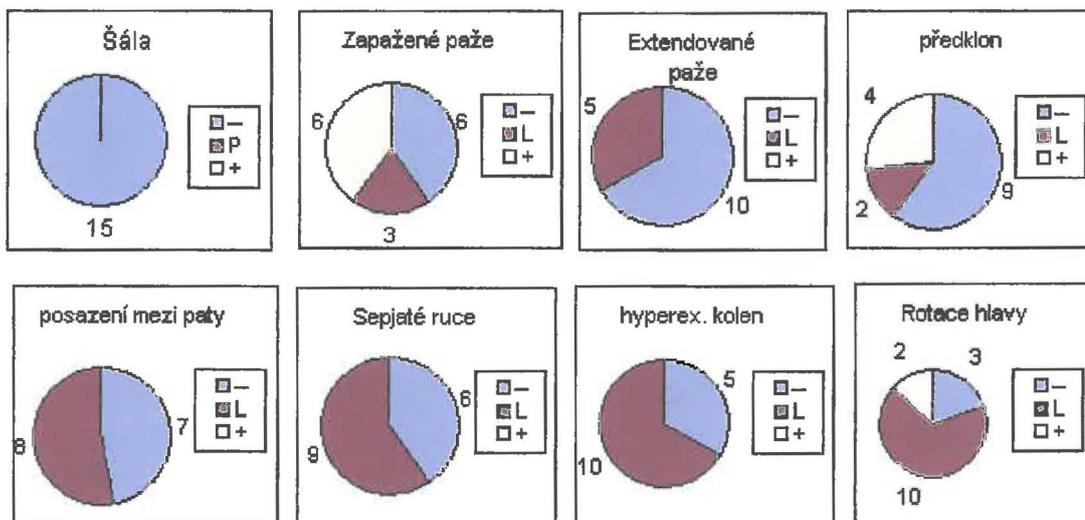 Šála
–
P
+
15
Zapažené paže
6
6
3
–
L
+
Extendované
paže
5
10
–
L
+
předklon
4
2
9
–
L
+
posazení mezi paty
8
7
–
L
+
Sepjaté ruce
6
9
–
L
+
hyperex. kolen
5
10
–
L
+
Rotace hlavy
2
3
10
–
L
+